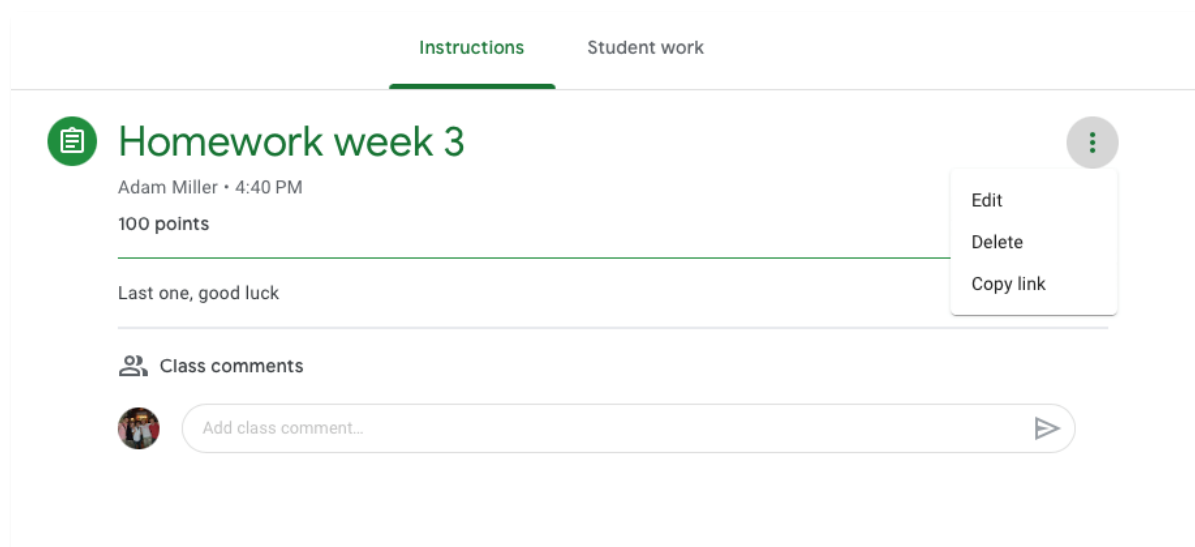 Instructions Student work
Homework week 3
Adam Miller • 4:40 PM
100 points
Edit
Delete
Copy link
Last one, good luck
Class comments
Add class comment...